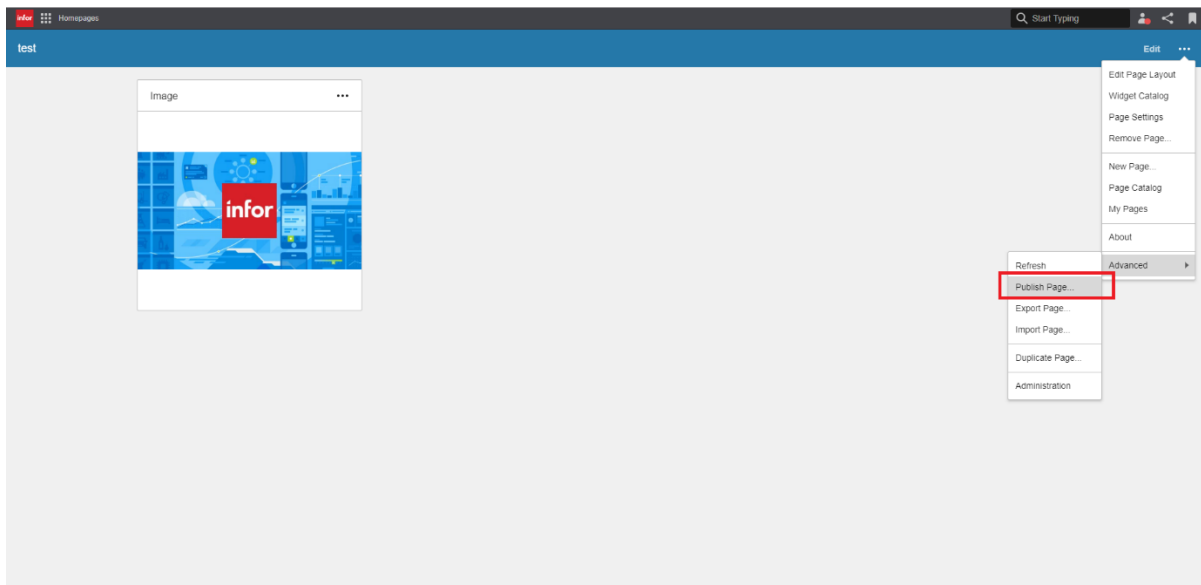 infor Homepages Start Typing
test Edit ...
Image ...
infor
Edit Page Layout
Widget Catalog
Page Settings
Remove Page...
New Page...
Page Catalog
My Pages
About
Advanced
Refresh
Publish Page...
Export Page...
Import Page...
Duplicate Page...
Administration